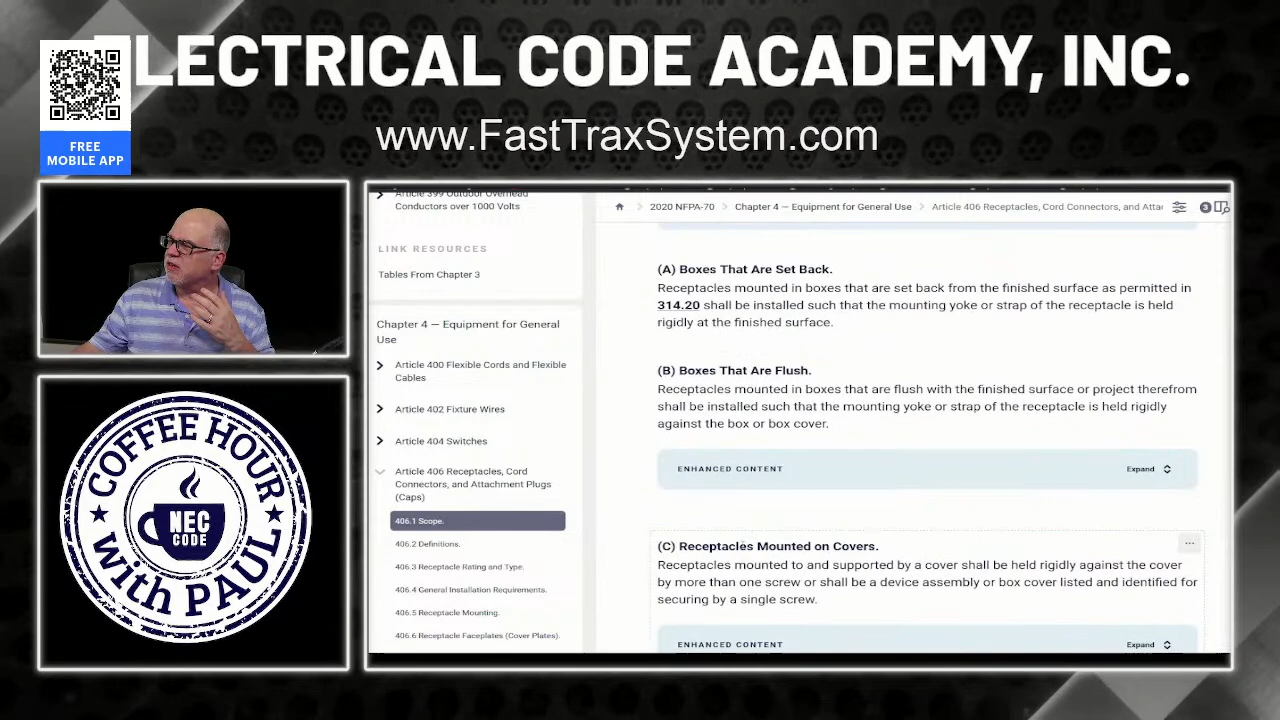 ELECTRICAL CODE ACADEMY, INC.
www.FastTraxSystem.com
FREE
MOBILE APP
COFFEE HOUR
NEC
CODE
with PAUL
Article 399 Outdoor Overhead
Conductors over 1000 Volts
LINK RESOURCES
Tables From Chapter 3
Chapter 4 — Equipment for General
Use
Article 400 Flexible Cords and Flexible
Cables
Article 402 Fixture Wires
Article 404 Switches
Article 406 Receptacles, Cord
Connectors, and Attachment Plugs
(Caps)
406.1 Scope.
406.2 Definitions.
406.3 Receptacle Rating and Type.
406.4 General Installation Requirements.
406.5 Receptacle Mounting.
406.6 Receptacle Faceplates (Cover Plates).
2020 NFPA-70 > Chapter 4 — Equipment for General Use > Article 406 Receptacles, Cord Connectors, and Atta
3
(A) Boxes That Are Set Back.
Receptacles mounted in boxes that are set back from the finished surface as permitted in
314.20 shall be installed such that the mounting yoke or strap of the receptacle is held
rigidly at the finished surface.
(B) Boxes That Are Flush.
Receptacles mounted in boxes that are flush with the finished surface or project therefrom
shall be installed such that the mounting yoke or strap of the receptacle is held rigidly
against the box or box cover.
ENHANCED CONTENT Expand
(C) Receptacles Mounted on Covers.
Receptacles mounted to and supported by a cover shall be held rigidly against the cover
by more than one screw or shall be a device assembly or box cover listed and identified for
securing by a single screw.
ENHANCED CONTENT Expand